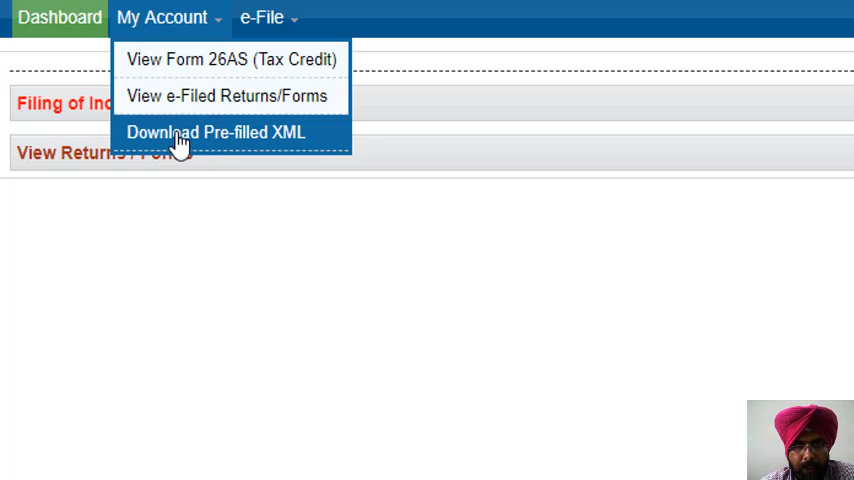 Dashboard My Account e-File
View Form 26AS (Tax Credit)
View e-Filed Returns/Forms
Filing of Inc
Download Pre-filled XML
View Returns / Forms